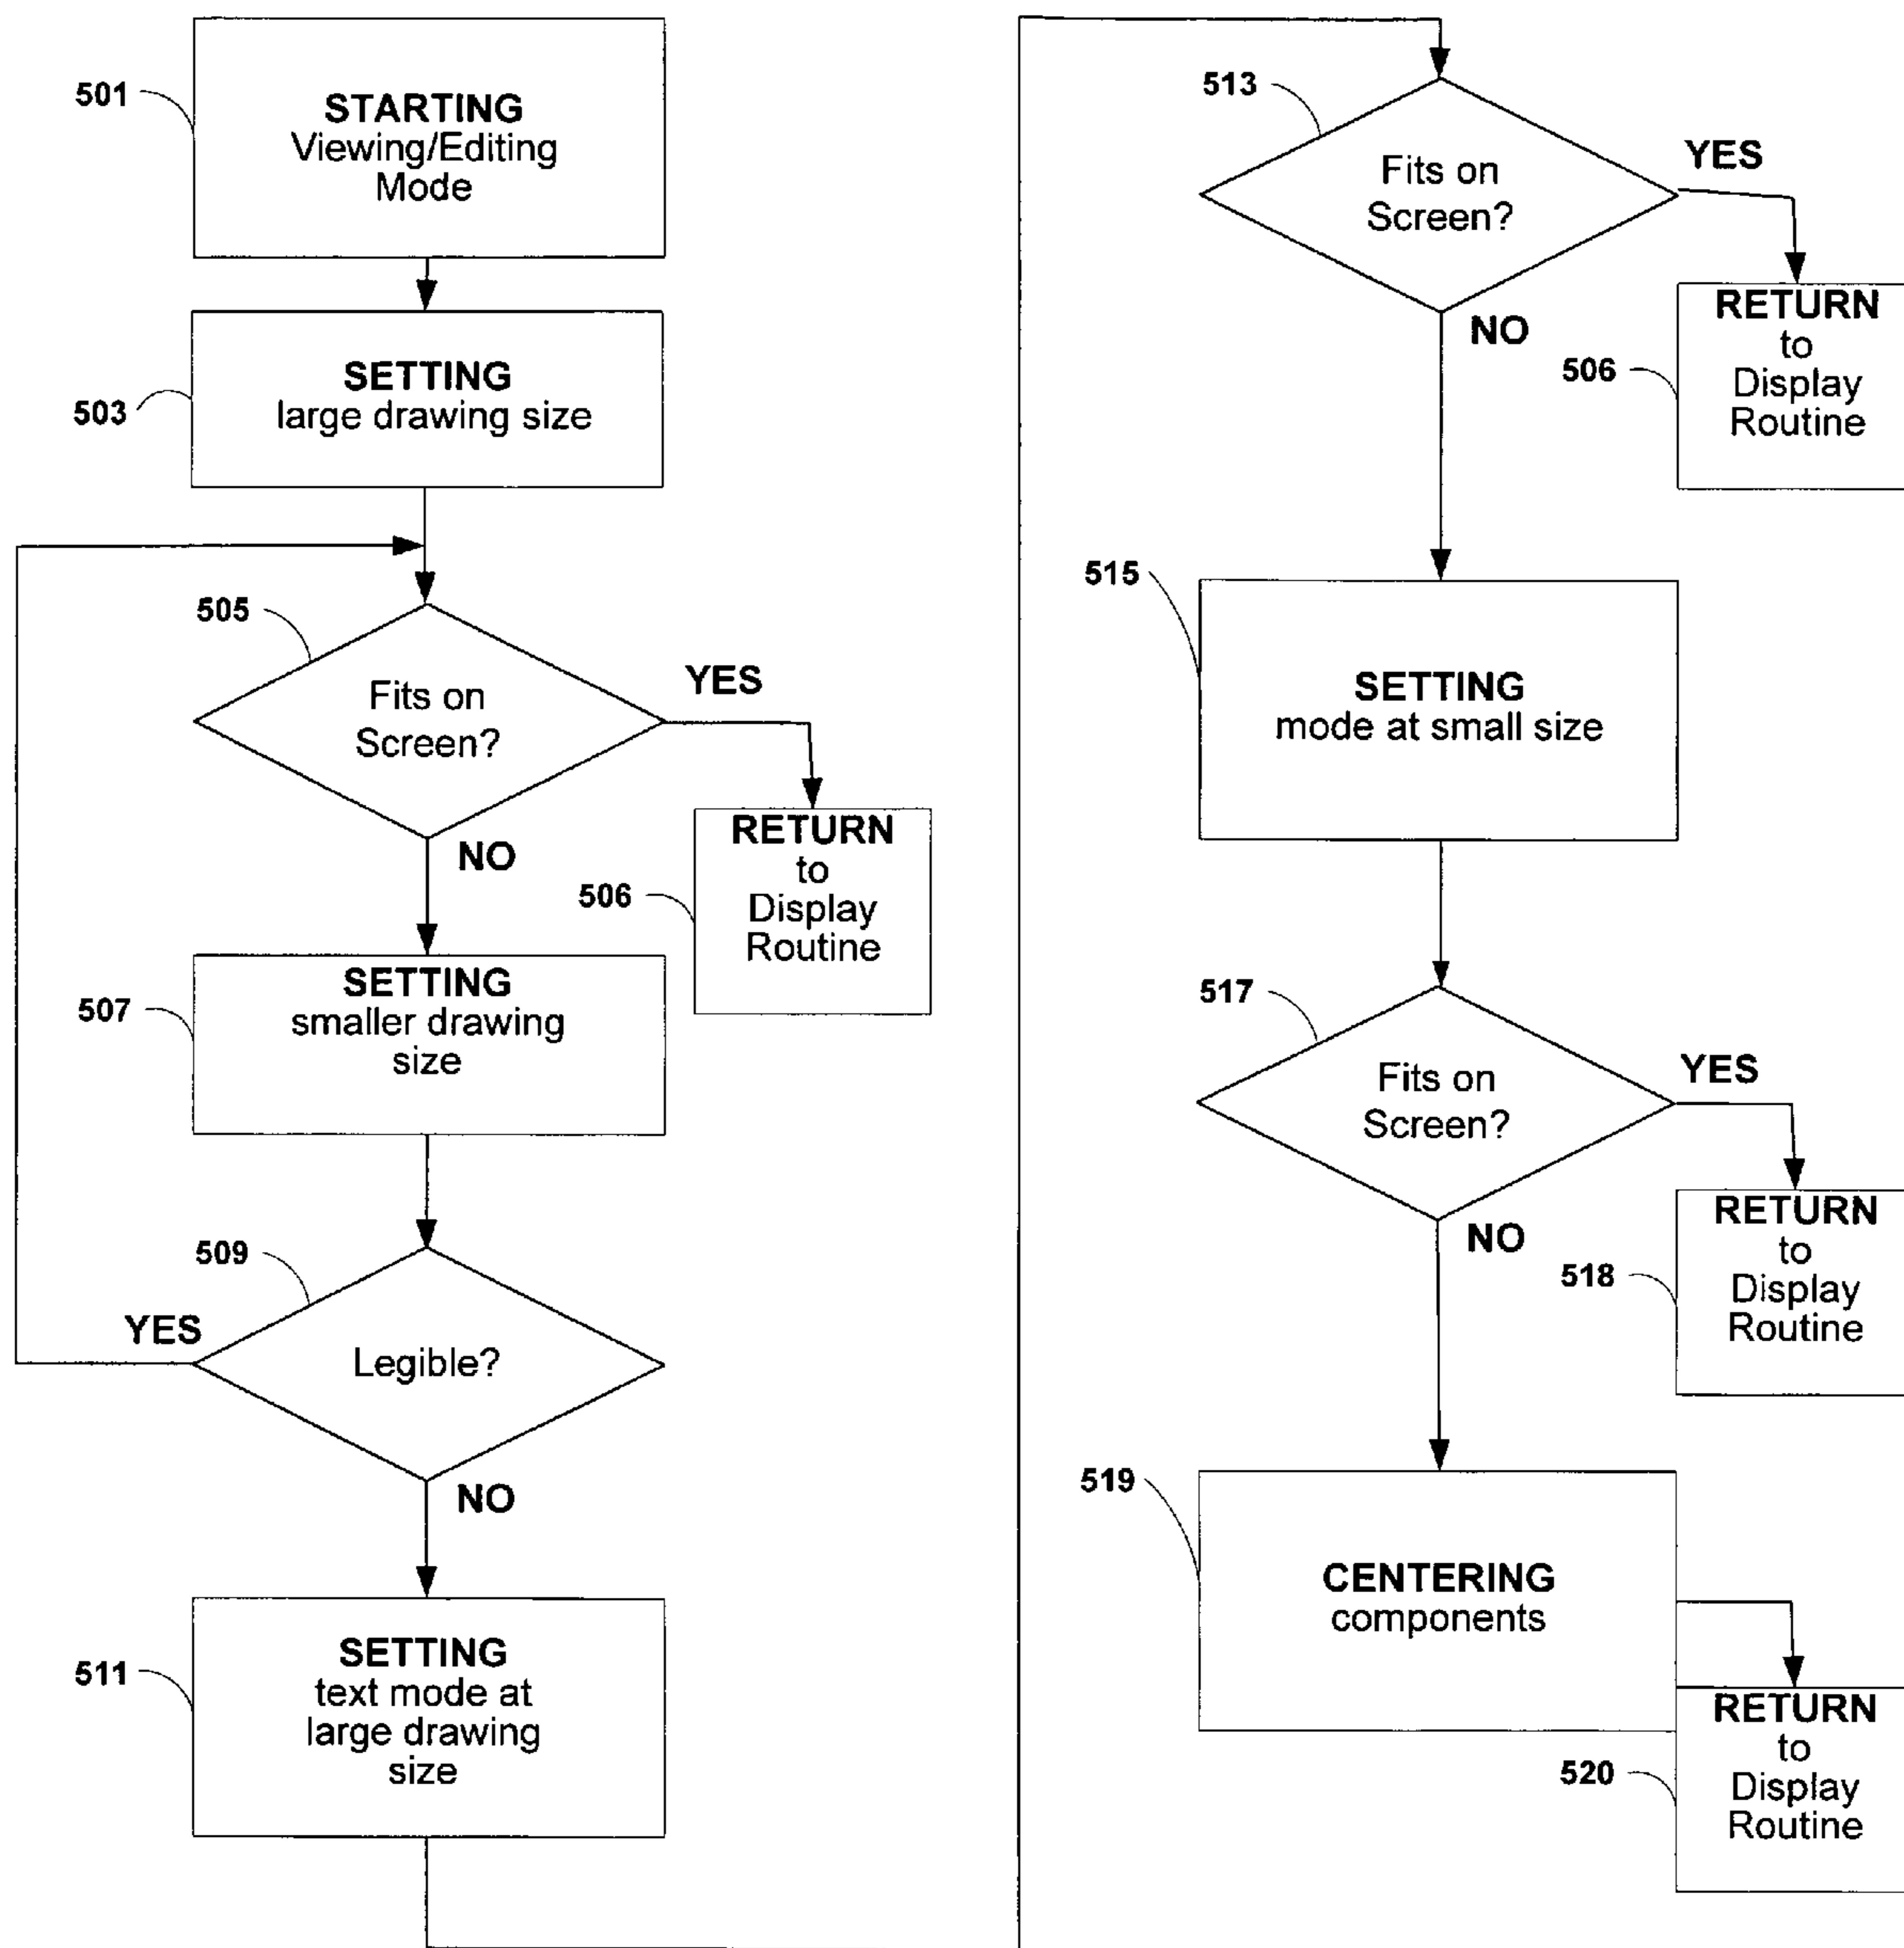 501
STARTING
Viewing/Editing
Mode
503
SETTING
large drawing size
505
Fits on
Screen?
YES
NO
506
RETURN
to
Display
Routine
507
SETTING
smaller drawing
size
509
Legible?
YES
NO
511
SETTING
text mode at
large drawing
size
513
Fits on
Screen?
YES
NO
506
RETURN
to
Display
Routine
515
SETTING
mode at small size
517
Fits on
Screen?
YES
NO
518
RETURN
to
Display
Routine
519
CENTERING
components
520
RETURN
to
Display
Routine